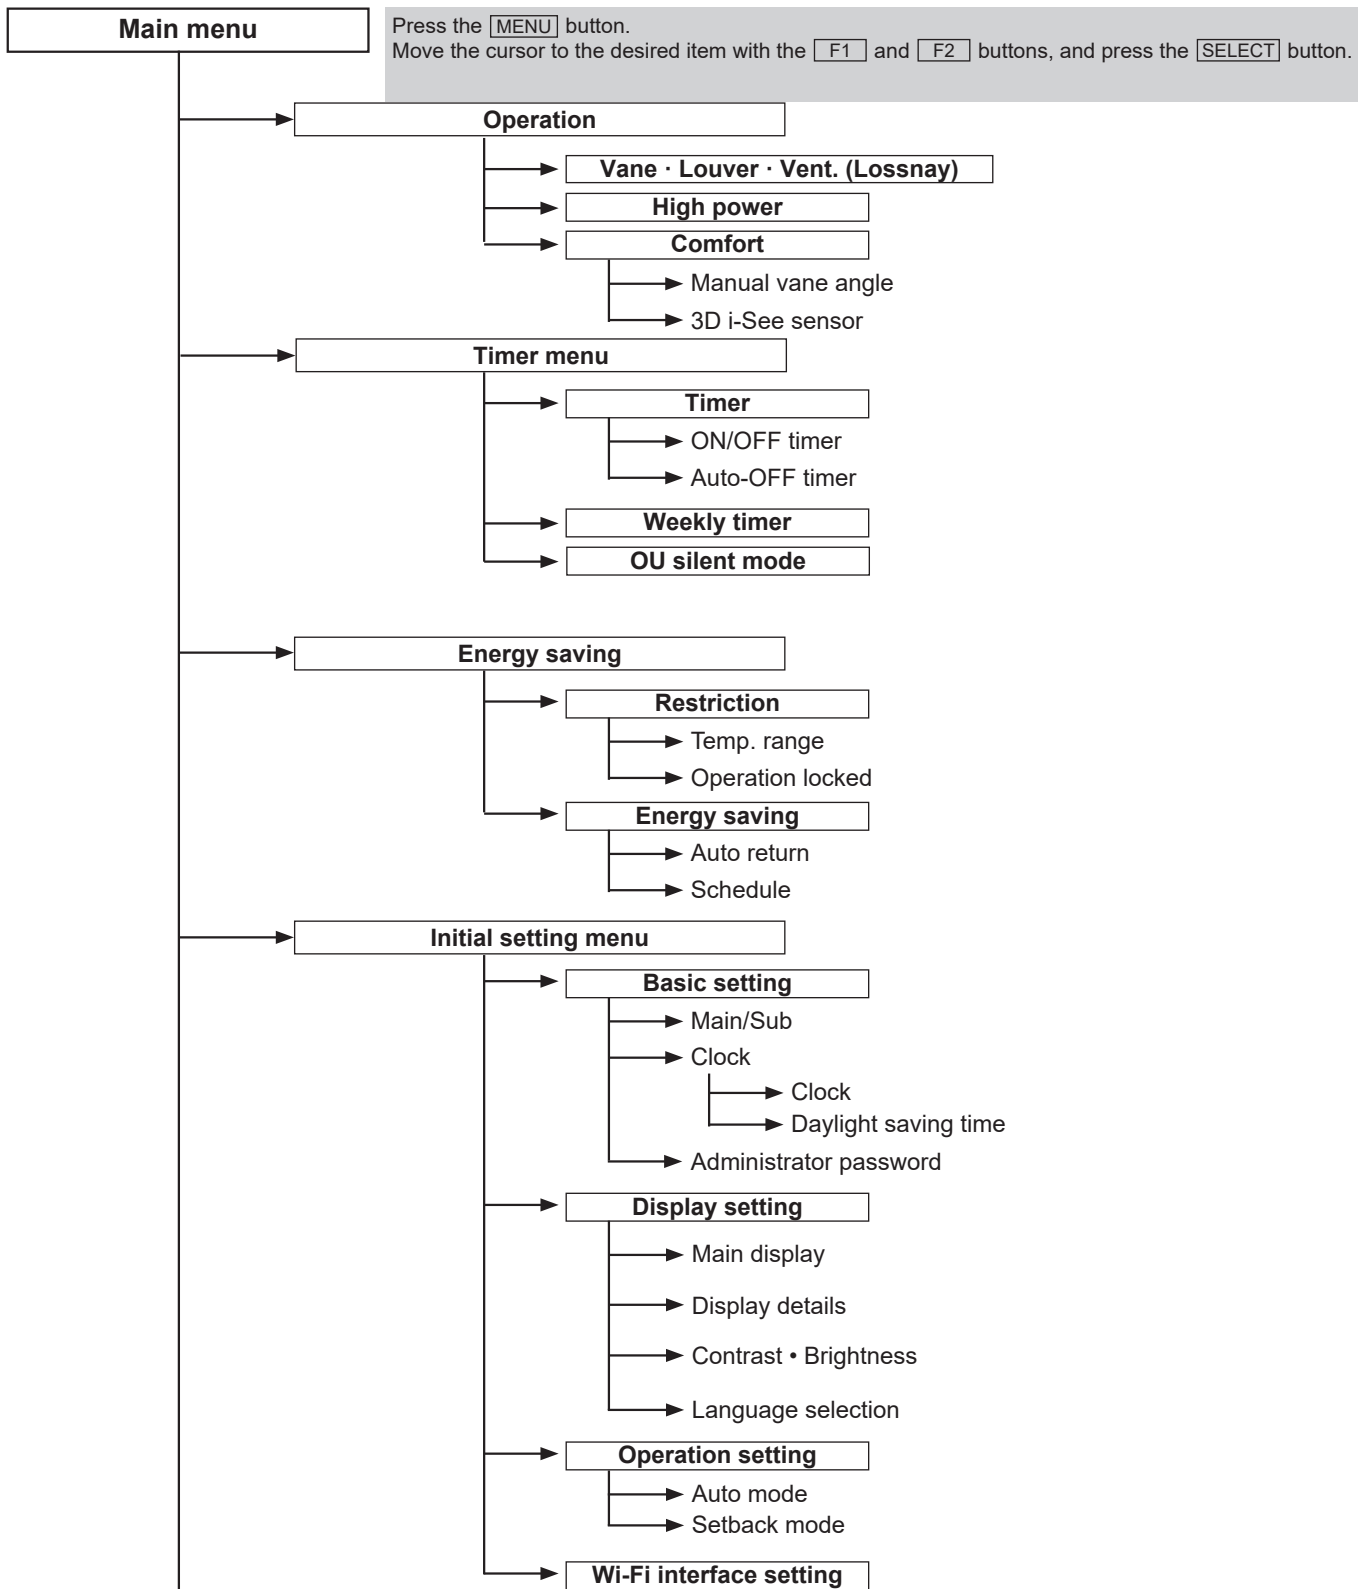 Main menu
Press the MENU button.
Move the cursor to the desired item with the F1 and F2 buttons, and press the SELECT button.
Operation
Vane · Louver · Vent. (Lossnay)
High power
Comfort
Manual vane angle
3D i-See sensor
Timer menu
Timer
ON/OFF timer
Auto-OFF timer
Weekly timer
OU silent mode
Energy saving
Restriction
Temp. range
Operation locked
Energy saving
Auto return
Schedule
Initial setting menu
Basic setting
Main/Sub
Clock
Clock
Daylight saving time
Administrator password
Display setting
Main display
Display details
Contrast • Brightness
Language selection
Operation setting
Auto mode
Setback mode
Wi-Fi interface setting